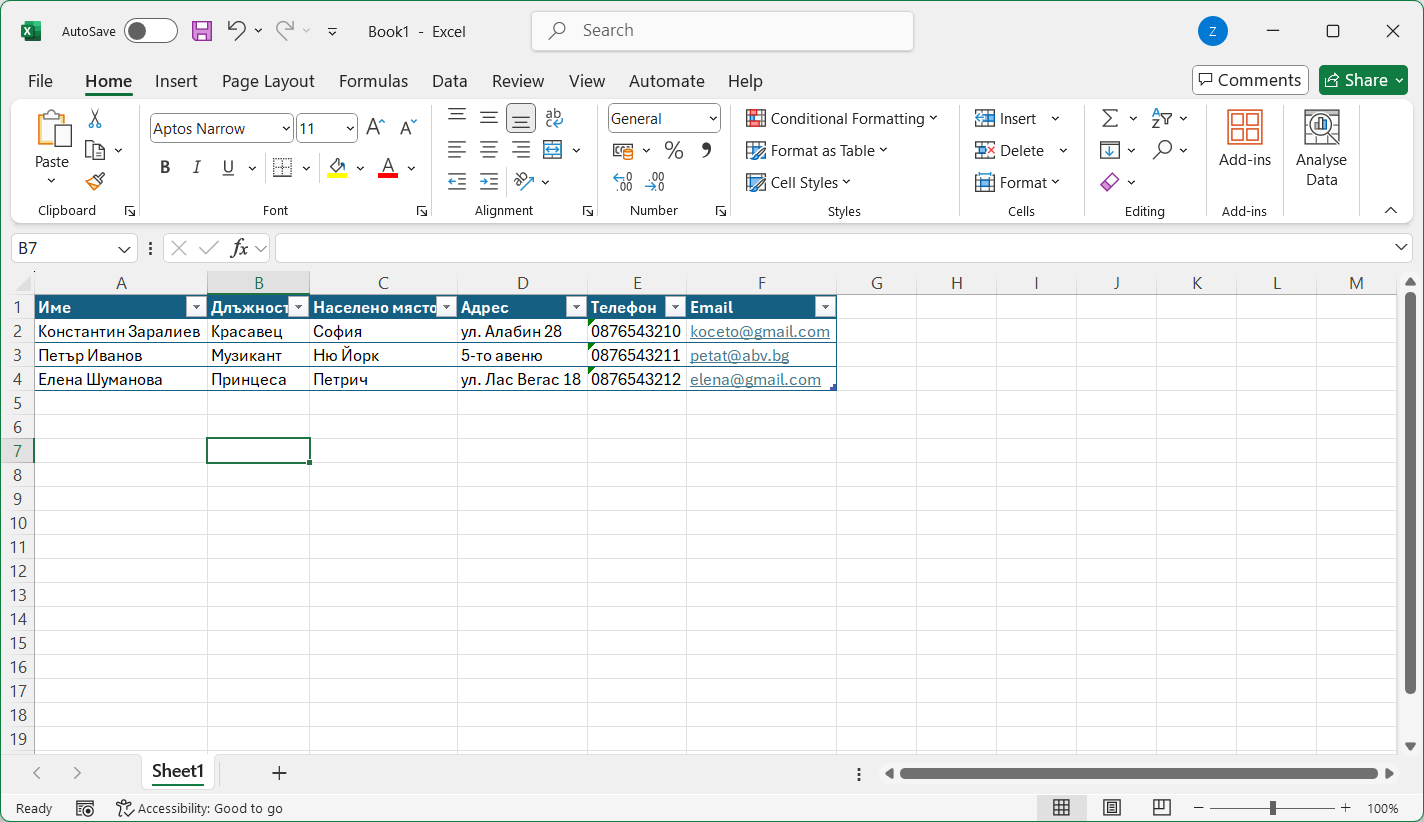 AutoSave Book1 - Excel Search Z
File Home Insert Page Layout Formulas Data Review View Automate Help Comments Share
Paste
Clipboard
Aptos Narrow 11
B I U A
Font
ab
Alignment
General
% ,
.00 .00
Number
Conditional Formatting
Format as Table
Cell Styles
Styles
Insert
Delete
Format
Cells
Editing
Add-ins
Add-ins
Analyse
Data
B7 fx
A B C D E F G H I J K L M
1 Име Длъжност Населено място Адрес Телефон Email
2 Константин Заралиев Красавец София ул. Алабин 28 0876543210 koceto@gmail.com
3 Петър Иванов Музикант Ню Йорк 5-то авеню 0876543211 petat@abv.bg
4 Елена Шуманова Принцеса Петрич ул. Лас Вегас 18 0876543212 elena@gmail.com
5
6
7
8
9
10
11
12
13
14
15
16
17
18
19
Sheet1
Ready Accessibility: Good to go 100%